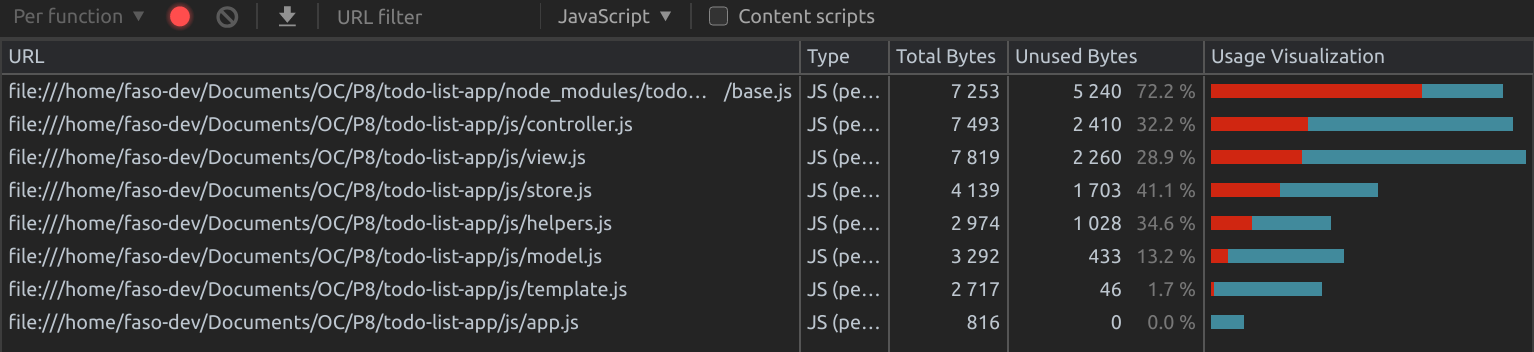 Per function ▼ URL filter JavaScript ▼ Content scripts
URL Type Total Bytes Unused Bytes Usage Visualization
file:///home/faso-dev/Documents/OC/P8/todo-list-app/node_modules/todo… /base.js JS (pe… 7 253 5 240 72.2 %
file:///home/faso-dev/Documents/OC/P8/todo-list-app/js/controller.js JS (pe… 7 493 2 410 32.2 %
file:///home/faso-dev/Documents/OC/P8/todo-list-app/js/view.js JS (pe… 7 819 2 260 28.9 %
file:///home/faso-dev/Documents/OC/P8/todo-list-app/js/store.js JS (pe… 4 139 1 703 41.1 %
file:///home/faso-dev/Documents/OC/P8/todo-list-app/js/helpers.js JS (pe… 2 974 1 028 34.6 %
file:///home/faso-dev/Documents/OC/P8/todo-list-app/js/model.js JS (pe… 3 292 433 13.2 %
file:///home/faso-dev/Documents/OC/P8/todo-list-app/js/template.js JS (pe… 2 717 46 1.7 %
file:///home/faso-dev/Documents/OC/P8/todo-list-app/js/app.js JS (pe… 816 0 0.0 %